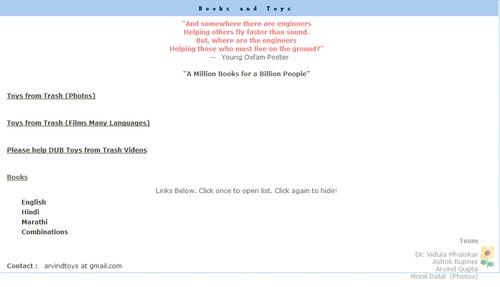 Books and Toys
"And somewhere there are engineers
Helping others fly faster than sound.
But, where are the engineers
Helping those who must live on the ground?"
-- Young Oxfam Poster
"A Million Books for a Billion People"
Toys from Trash (Photos)
Toys from Trash (Films Many Languages)
Please help DUB Toys from Trash Videos
Books
Links Below. Click once to open list. Click again to hide!
English
Hindi
Marathi
Combinations
Team
Dr. Vidula Mhaiskar
Ashok Rupner
Arvind Gupta
Monil Dalal (Photos)
Contact : arvindtoys at gmail.com